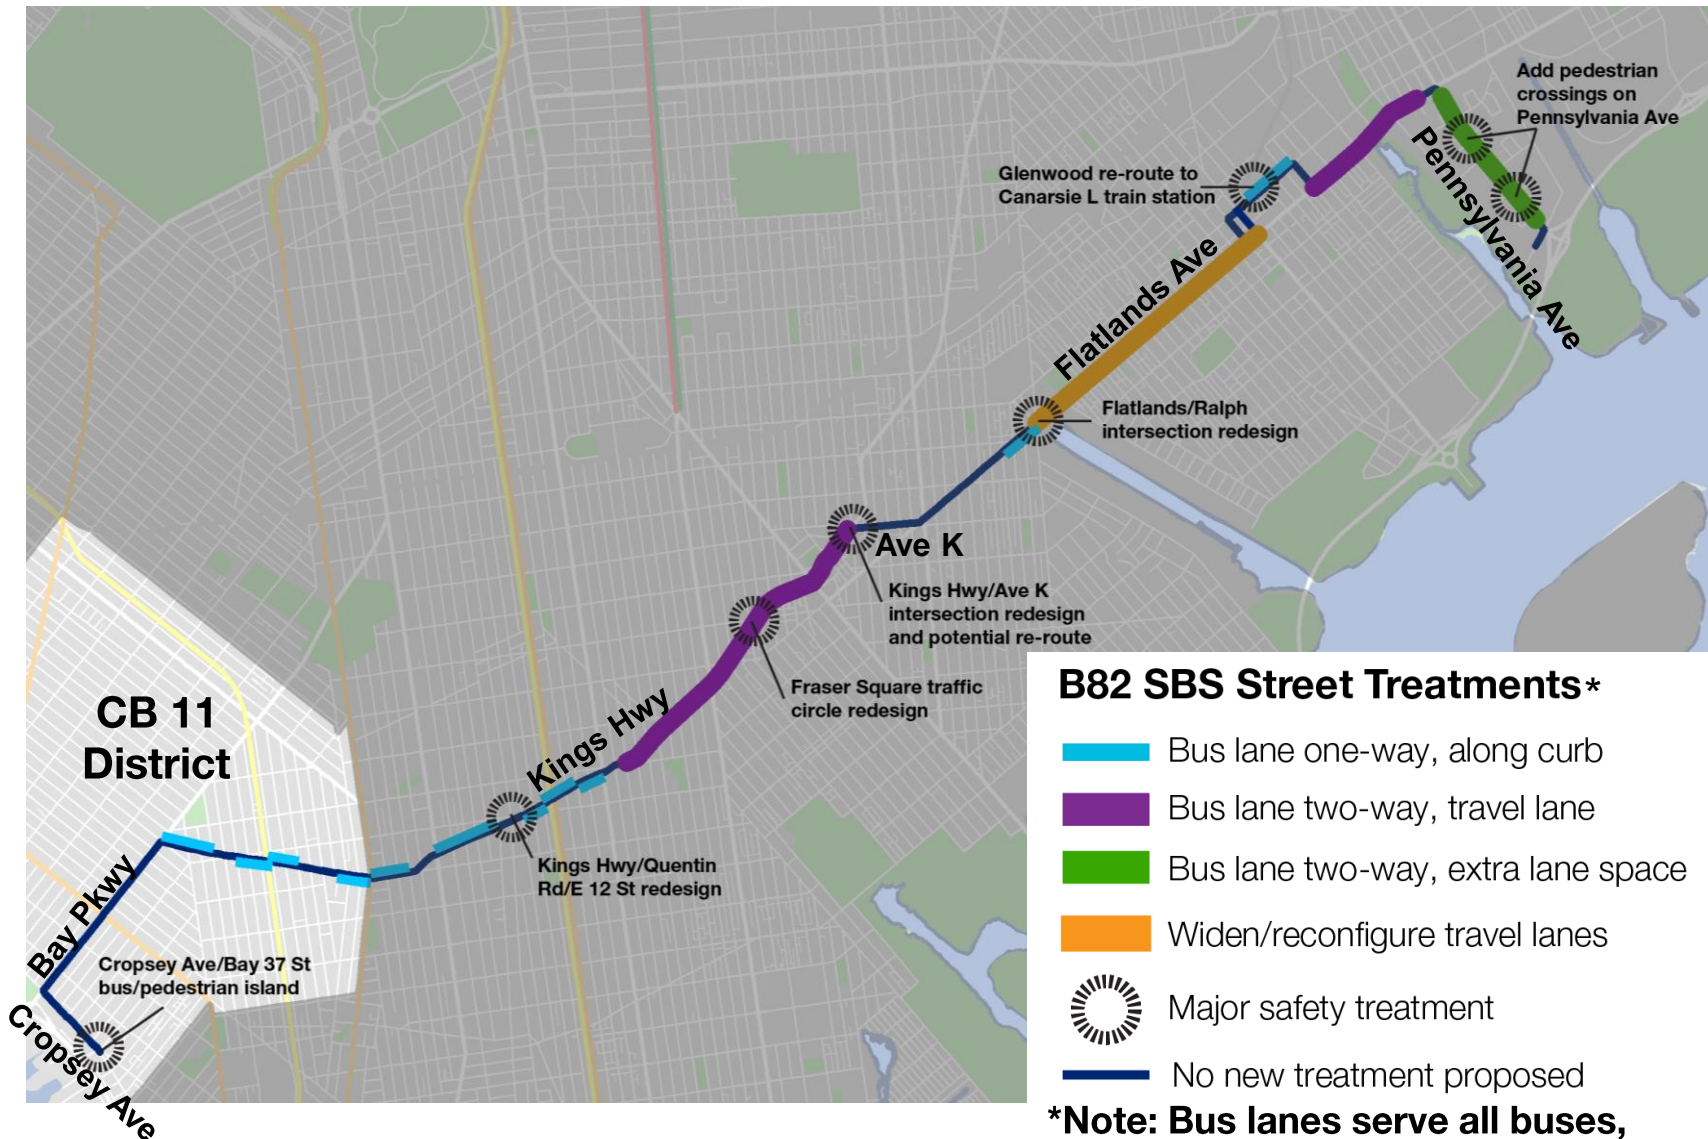 Add pedestrian
crossings on
Pennsylvania Ave
Glenwood re-route to
Canarsie L train station
Pennsylvania Ave
Flatlands Ave
Flatlands/Ralph
intersection redesign
Ave K
Kings Hwy/Ave K
intersection redesign
and potential re-route
Fraser Square traffic
circle redesign
Kings Hwy
CB 11
District
Kings Hwy/Quentin
Rd/E 12 St redesign
Bay Pkwy
Cropsey Ave/Bay 37 St
bus/pedestrian island
Cropsey Ave
B82 SBS Street Treatments*
Bus lane one-way, along curb
Bus lane two-way, travel lane
Bus lane two-way, extra lane space
Widen/reconfigure travel lanes
Major safety treatment
No new treatment proposed
*Note: Bus lanes serve all buses,